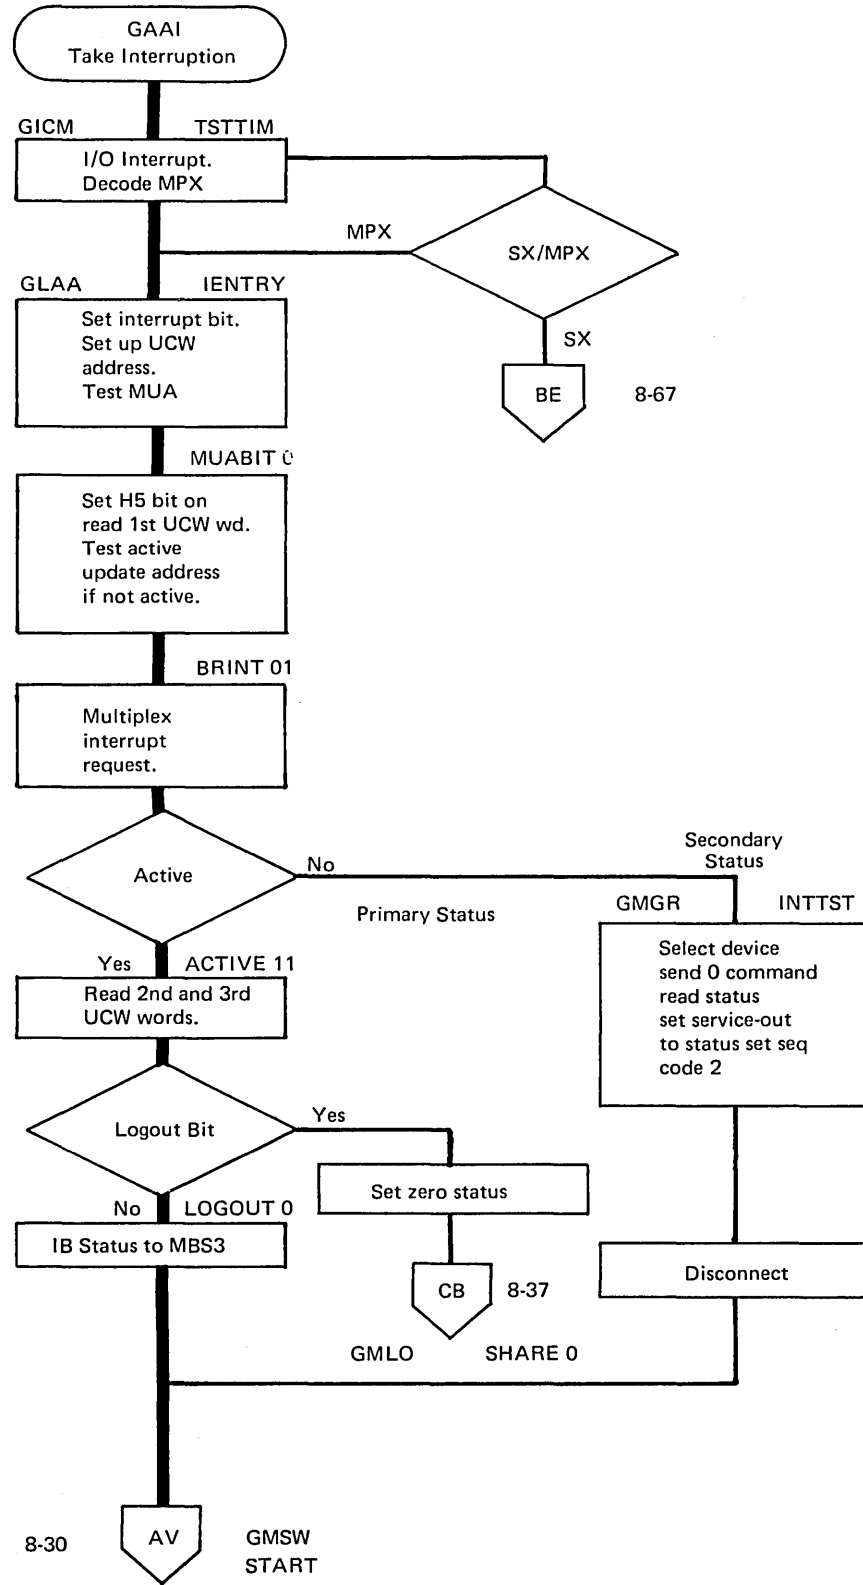 GAAI
Take Interruption
GICM TSTTIM
I/O Interrupt.
Decode MPX
MPX
SX/MPX
SX
BE 8-67
GLAA IENTRY
Set interrupt bit.
Set up UCW
address.
Test MUA
MUABIT 0
Set H5 bit on
read 1st UCW wd.
Test active
update address
if not active.
BRINT 01
Multiplex
interrupt
request.
Active
No
Secondary
Status
Primary Status
GMGR INTTST
Select device
send 0 command
read status
set service-out
to status set seq
code 2
Yes ACTIVE 11
Read 2nd and 3rd
UCW words.
Logout Bit
Yes
Set zero status
CB 8-37
No LOGOUT 0
IB Status to MBS3
Disconnect
GMLO SHARE 0
8-30 AV GMSW
START